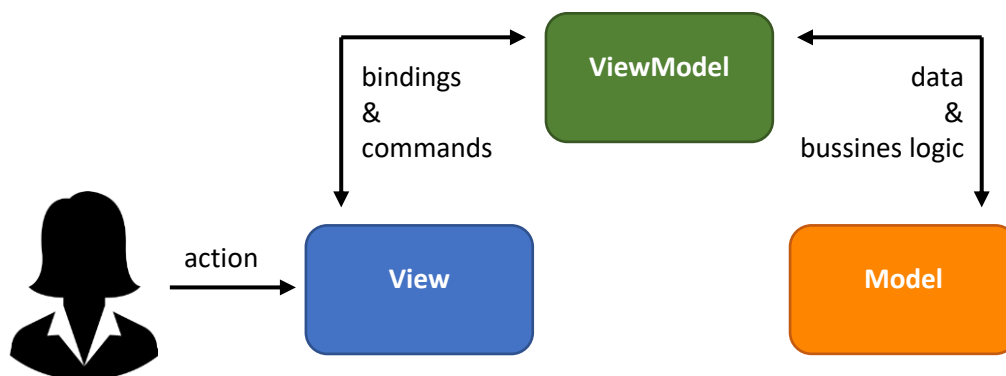 ViewModel
bindings
&
commands
data
&
bussines logic
action
View
Model